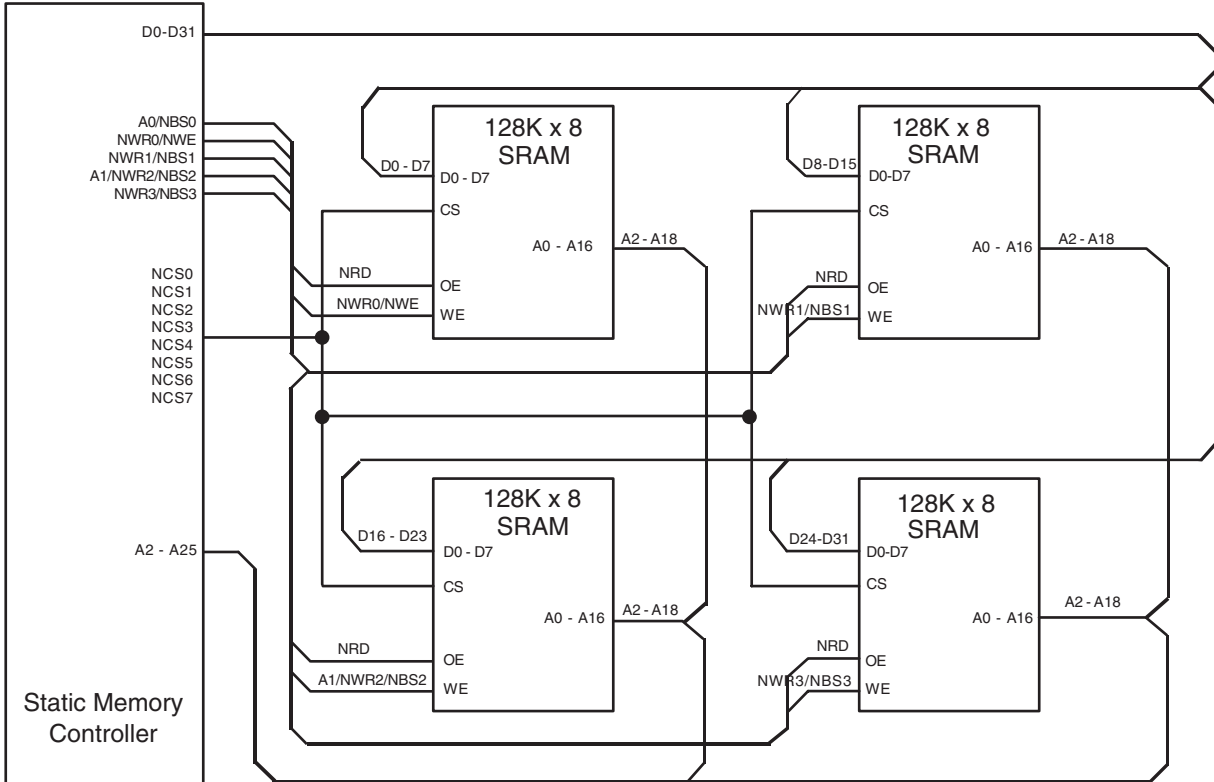 D0-D31
A0/NBS0
NWR0/NWE
NWR1/NBS1
A1/NWR2/NBS2
NWR3/NBS3
NCS0
NCS1
NCS2
NCS3
NCS4
NCS5
NCS6
NCS7
A2 - A25
Static Memory
Controller
128K x 8
SRAM
D0 - D7
D0 - D7
CS
A0 - A16
A2 - A18
NRD
OE
NWR0/NWE
WE
128K x 8
SRAM
D8-D15
D0-D7
CS
A0 - A16
A2 - A18
NRD
OE
NWR1/NBS1
WE
128K x 8
SRAM
D16 - D23
D0 - D7
CS
A0 - A16
A2 - A18
NRD
OE
A1/NWR2/NBS2
WE
128K x 8
SRAM
D24-D31
D0-D7
CS
A0 - A16
A2 - A18
NRD
OE
NWR3/NBS3
WE